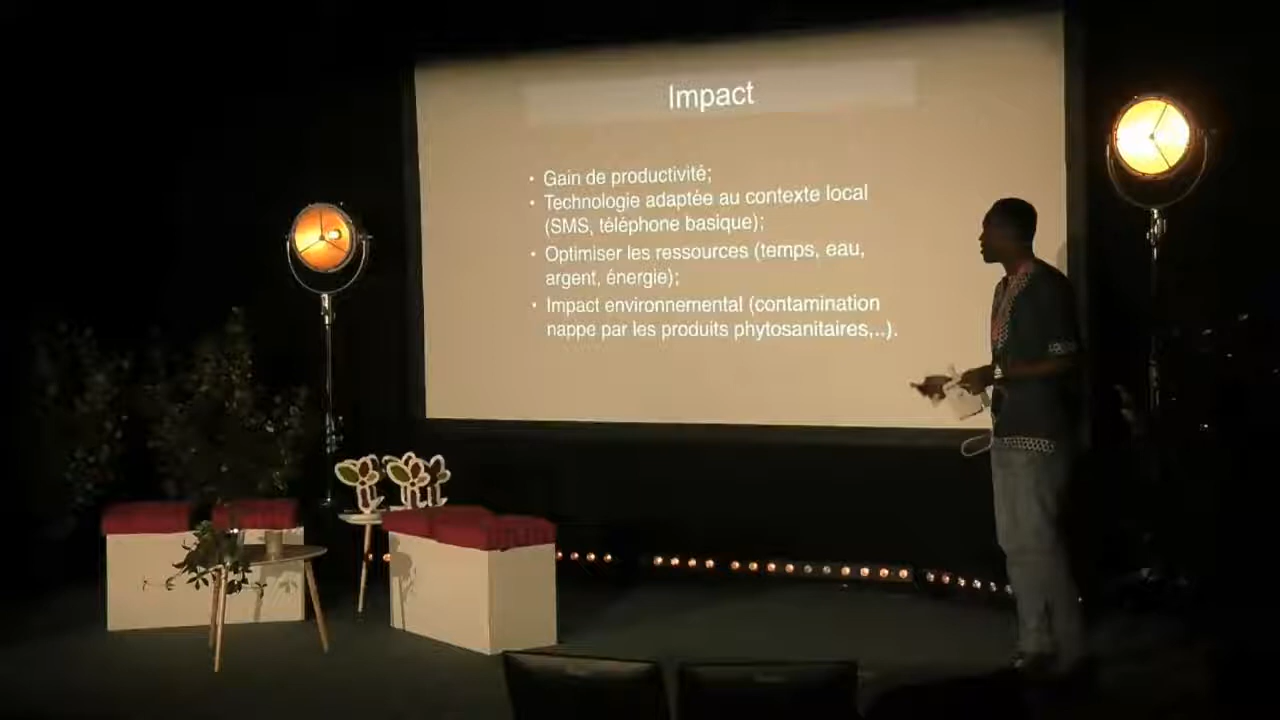 Impact
• Gain de productivité;
• Technologie adaptée au contexte local
(SMS, téléphone basique);
• Optimiser les ressources (temps, eau,
argent, énergie);
• Impact environnemental (contamination
nappe par les produits phytosanitaires,..).